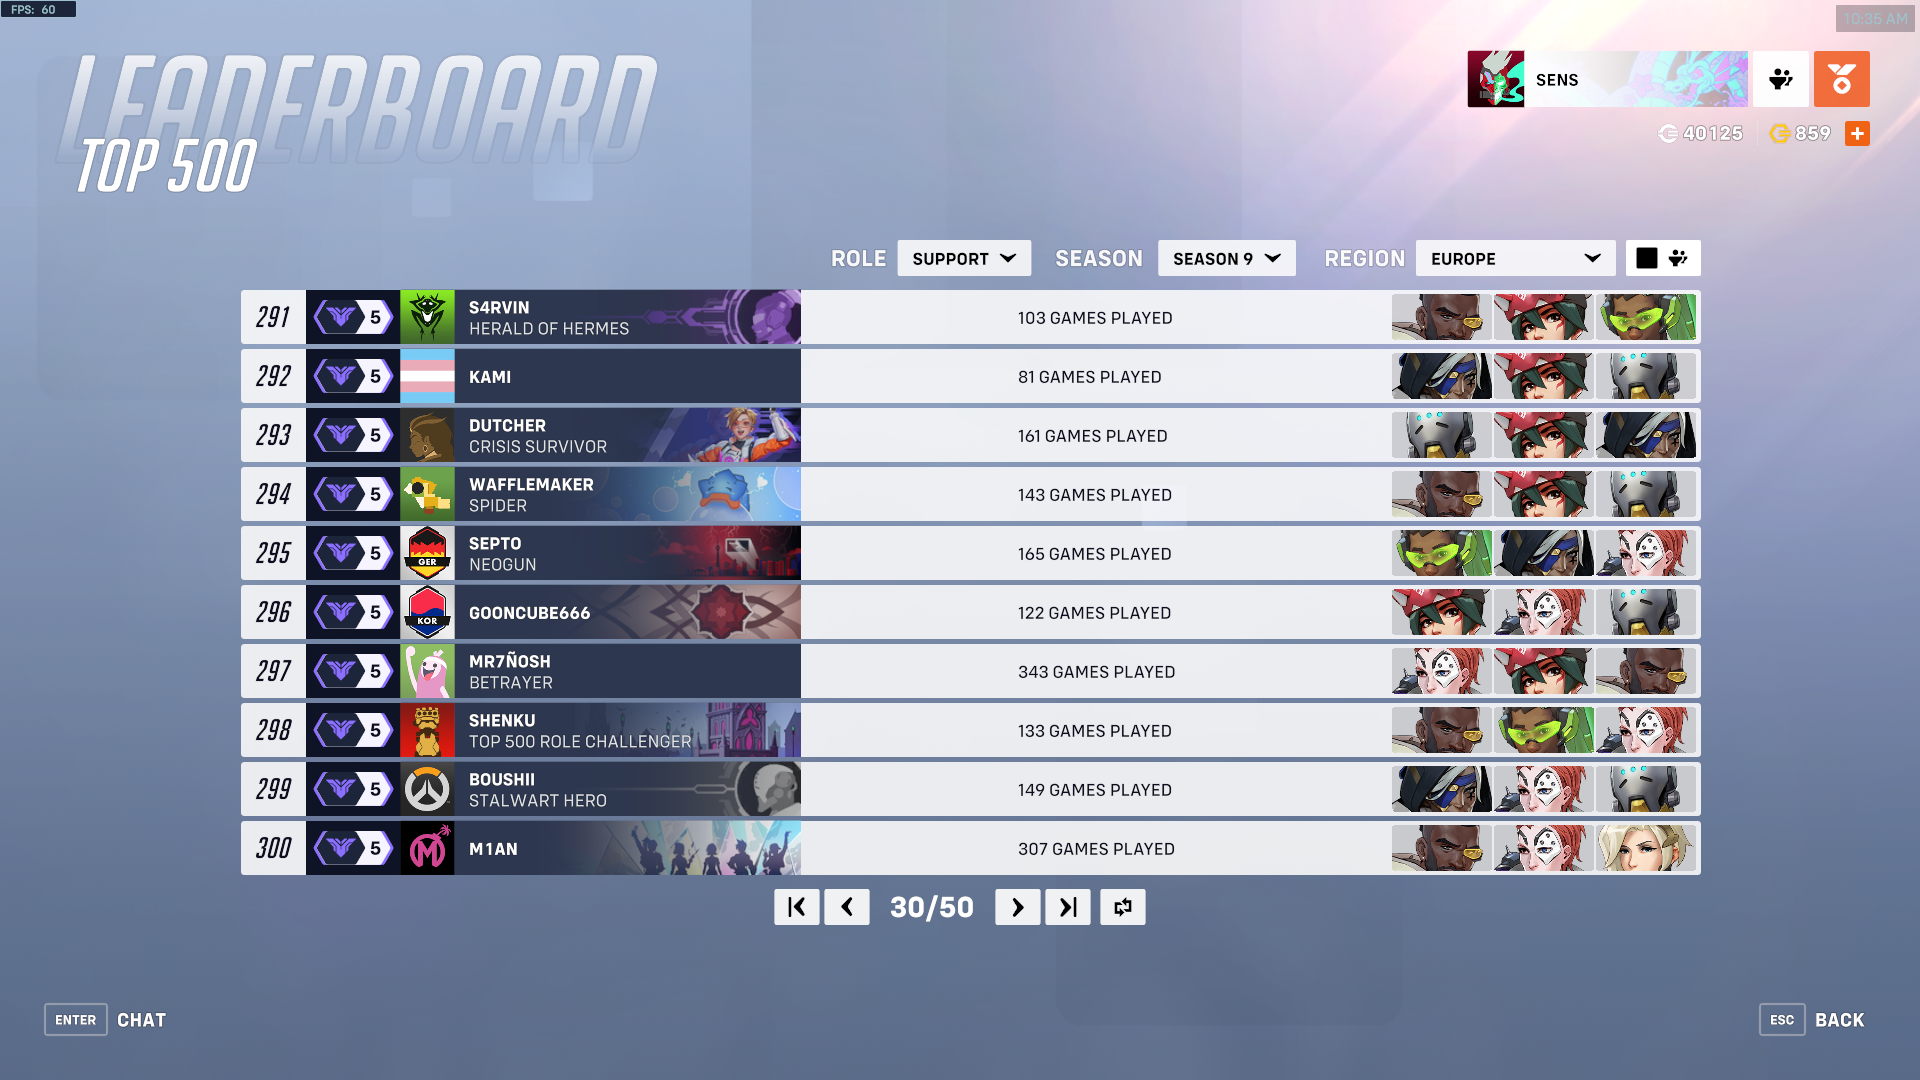 FPS: 60
10:35 AM
LEADERBOARD
TOP 500
SENS
40125
859
ROLE SUPPORT SEASON SEASON 9 REGION EUROPE
291 5 S4RVIN 103 GAMES PLAYED
HERALD OF HERMES
292 5 KAMI 81 GAMES PLAYED
293 5 DUTCHER 161 GAMES PLAYED
CRISIS SURVIVOR
294 5 WAFFLEMAKER 143 GAMES PLAYED
SPIDER
295 5 GER SEPTO 165 GAMES PLAYED
NEOGUN
296 5 KOR GOONCUBE666 122 GAMES PLAYED
297 5 MR7ÑOSH 343 GAMES PLAYED
BETRAYER
298 5 SHENKU 133 GAMES PLAYED
TOP 500 ROLE CHALLENGER
299 5 BOUSHII 149 GAMES PLAYED
STALWART HERO
300 5 M1AN 307 GAMES PLAYED
30/50
ENTER CHAT
ESC BACK